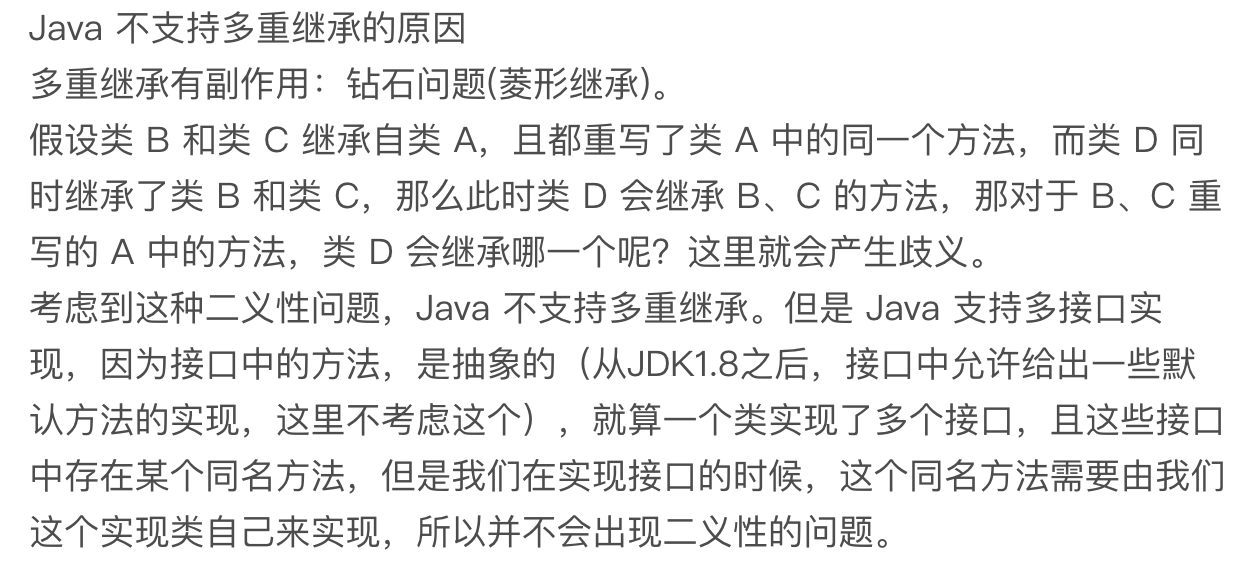 Java 不支持多重继承的原因
多重继承有副作用：钻石问题(菱形继承)。
假设类 B 和类 C 继承自类 A，且都重写了类 A 中的同一个方法，而类 D 同
时继承了类 B 和类 C，那么此时类 D 会继承 B、C 的方法，那对于 B、C 重
写的 A 中的方法，类 D 会继承哪一个呢？这里就会产生歧义。
考虑到这种二义性问题，Java 不支持多重继承。但是 Java 支持多接口实
现，因为接口中的方法，是抽象的（从JDK1.8之后，接口中允许给出一些默
认方法的实现，这里不考虑这个），就算一个类实现了多个接口，且这些接口
中存在某个同名方法，但是我们在实现接口的时候，这个同名方法需要由我们
这个实现类自己来实现，所以并不会出现二义性的问题。